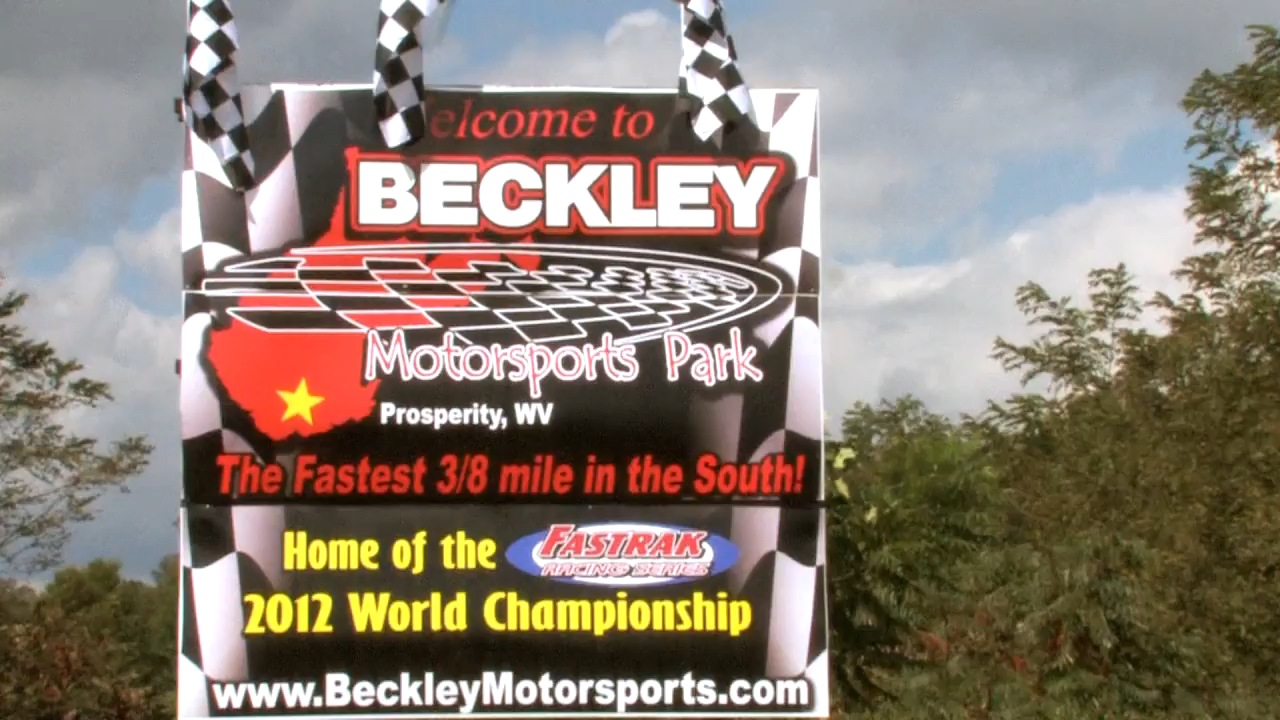 Welcome to
BECKLEY
Motorsports Park
Prosperity, WV
The Fastest 3/8 mile in the South!
Home of the FASTRAK
RACING SERIES
2012 World Championship
www.BeckleyMotorsports.com